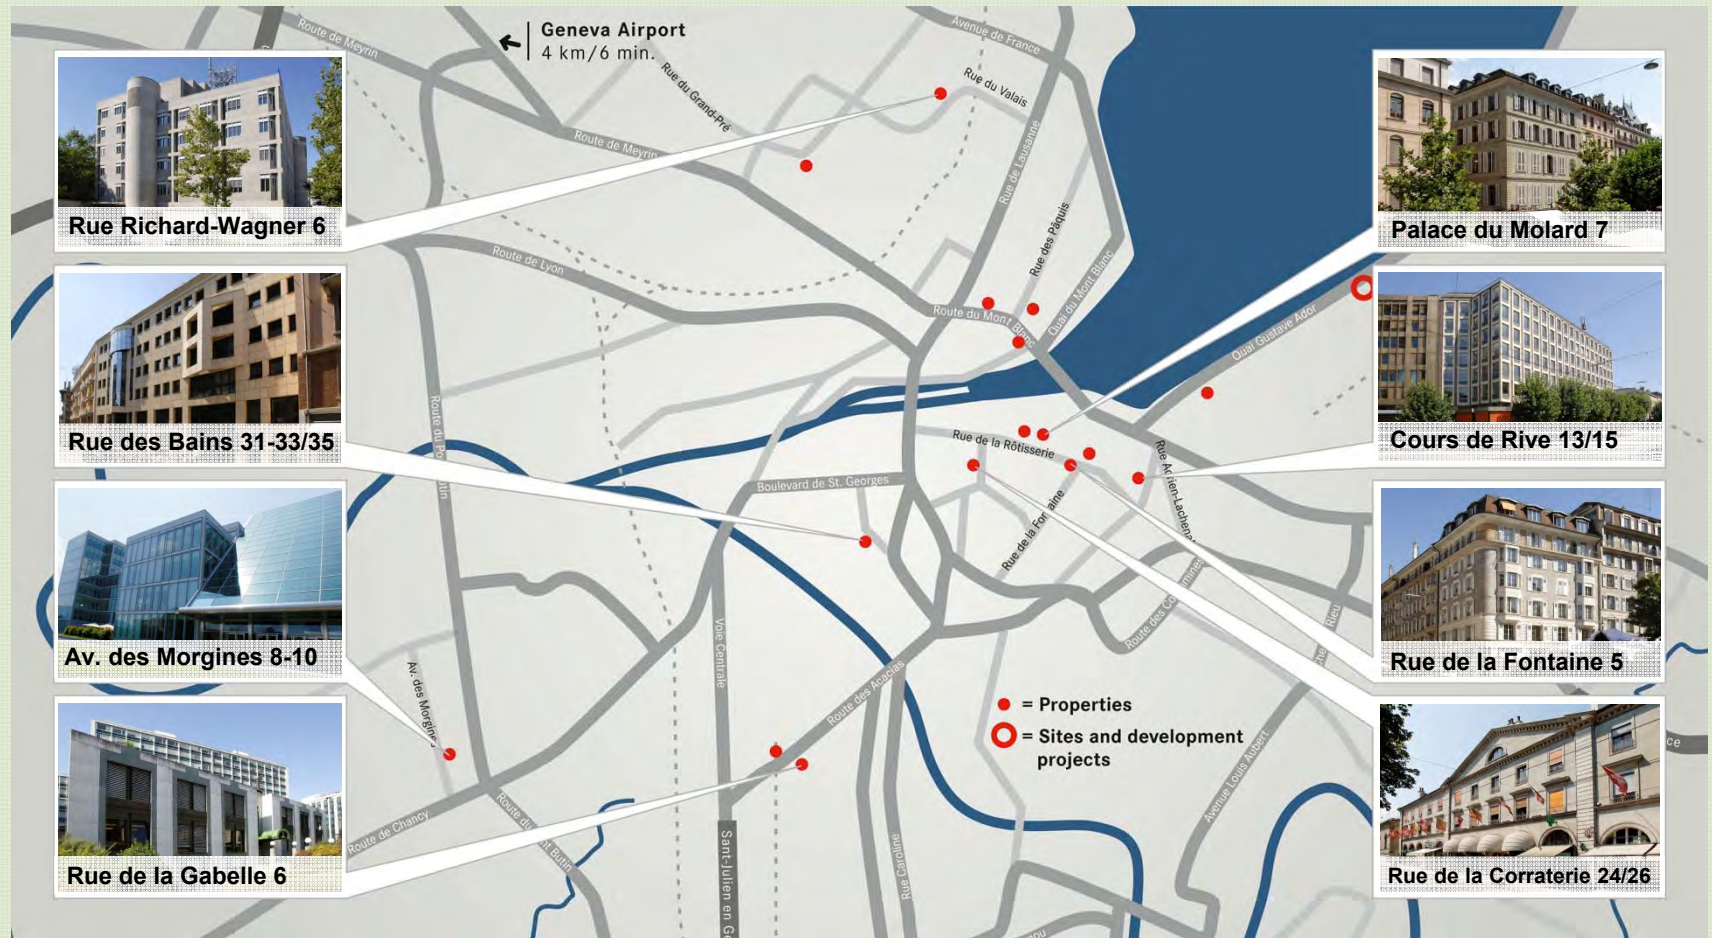 Geneva Airport
4 km/6 min.
Route de Meyrin
Avenue de France
Rue du Grand-Pré
Rue du Valais
Route de Meyrin
Rue de Lausanne
Rue Richard-Wagner 6
Palace du Molard 7
Rue des Pâquis
Route de Lyon
Quai du Mont Blanc
Route du Mont Blanc
Quai Gustave Ador
Rue des Bains 31-33/35
Cours de Rive 13/15
Rue de la Rôtisserie
Boulevard de St. Georges
Rue de la Fontaine
Av. des Morgines 8-10
Rue de la Fontaine 5
Voie Centrale
Route des Acacias
Av. des Morgines
= Properties
= Sites and development
projects
Avenue Louis Aubert
Route de Chancy
Rue Caroline
Rue de la Gabelle 6
Rue de la Corraterie 24/26